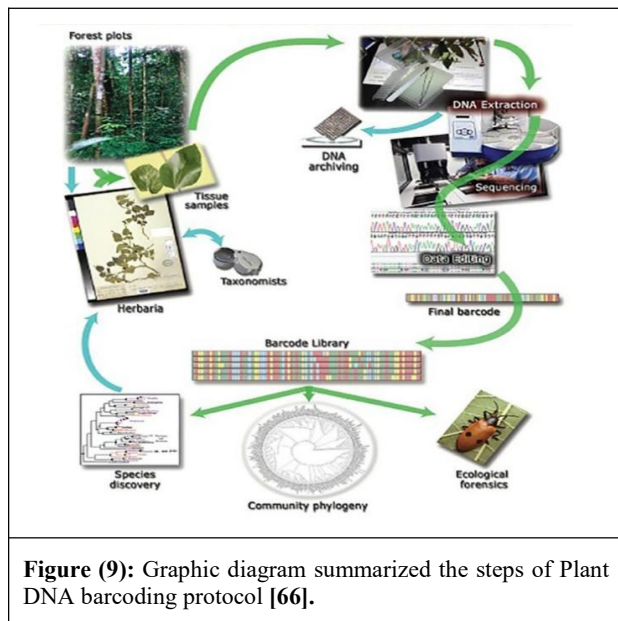 Forest plots
DNA Extraction
DNA
archiving
Tissue
samples
Sequencing
Taxonomists
Data Editing
Herbaria
Final barcode
Barcode Library
Species
discovery
Community phylogeny
Ecological
forensics
Figure (9): Graphic diagram summarized the steps of Plant
DNA barcoding protocol [66].